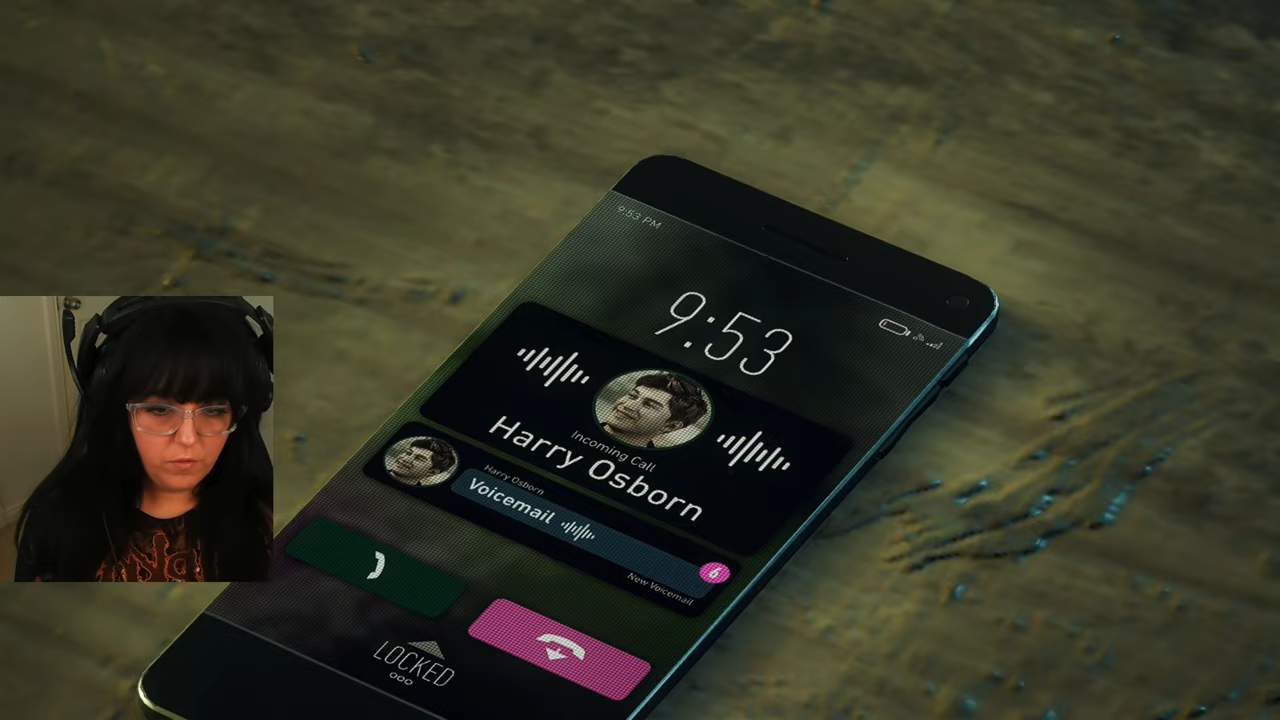 9:53 PM
9:53
Incoming Call
Harry Osborn
Harry Osborn
Voicemail
6
New Voicemail
LOCKED